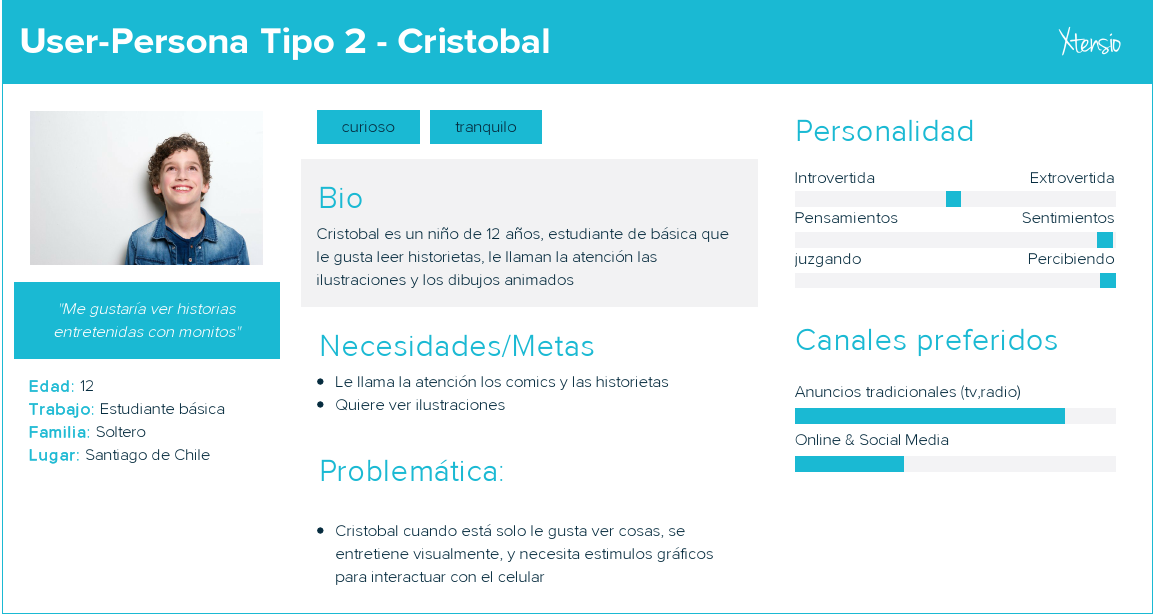 User-Persona Tipo 2 - Cristobal
Xtensio
"Me gustaría ver historias
entretenidas con monitos"
Edad: 12
Trabajo: Estudiante básica
Familia: Soltero
Lugar: Santiago de Chile
curioso
tranquilo
Bio
Cristobal es un niño de 12 años, estudiante de básica que
le gusta leer historietas, le llaman la atención las
ilustraciones y los dibujos animados
Necesidades/Metas
Le llama la atención los comics y las historietas
Quiere ver ilustraciones
Problemática:
Cristobal cuando está solo le gusta ver cosas, se
entretiene visualmente, y necesita estimulos gráficos
para interactuar con el celular
Personalidad
Introvertida Extrovertida
Pensamientos Sentimientos
juzgando Percibiendo
Canales preferidos
Anuncios tradicionales (tv,radio)
Online & Social Media